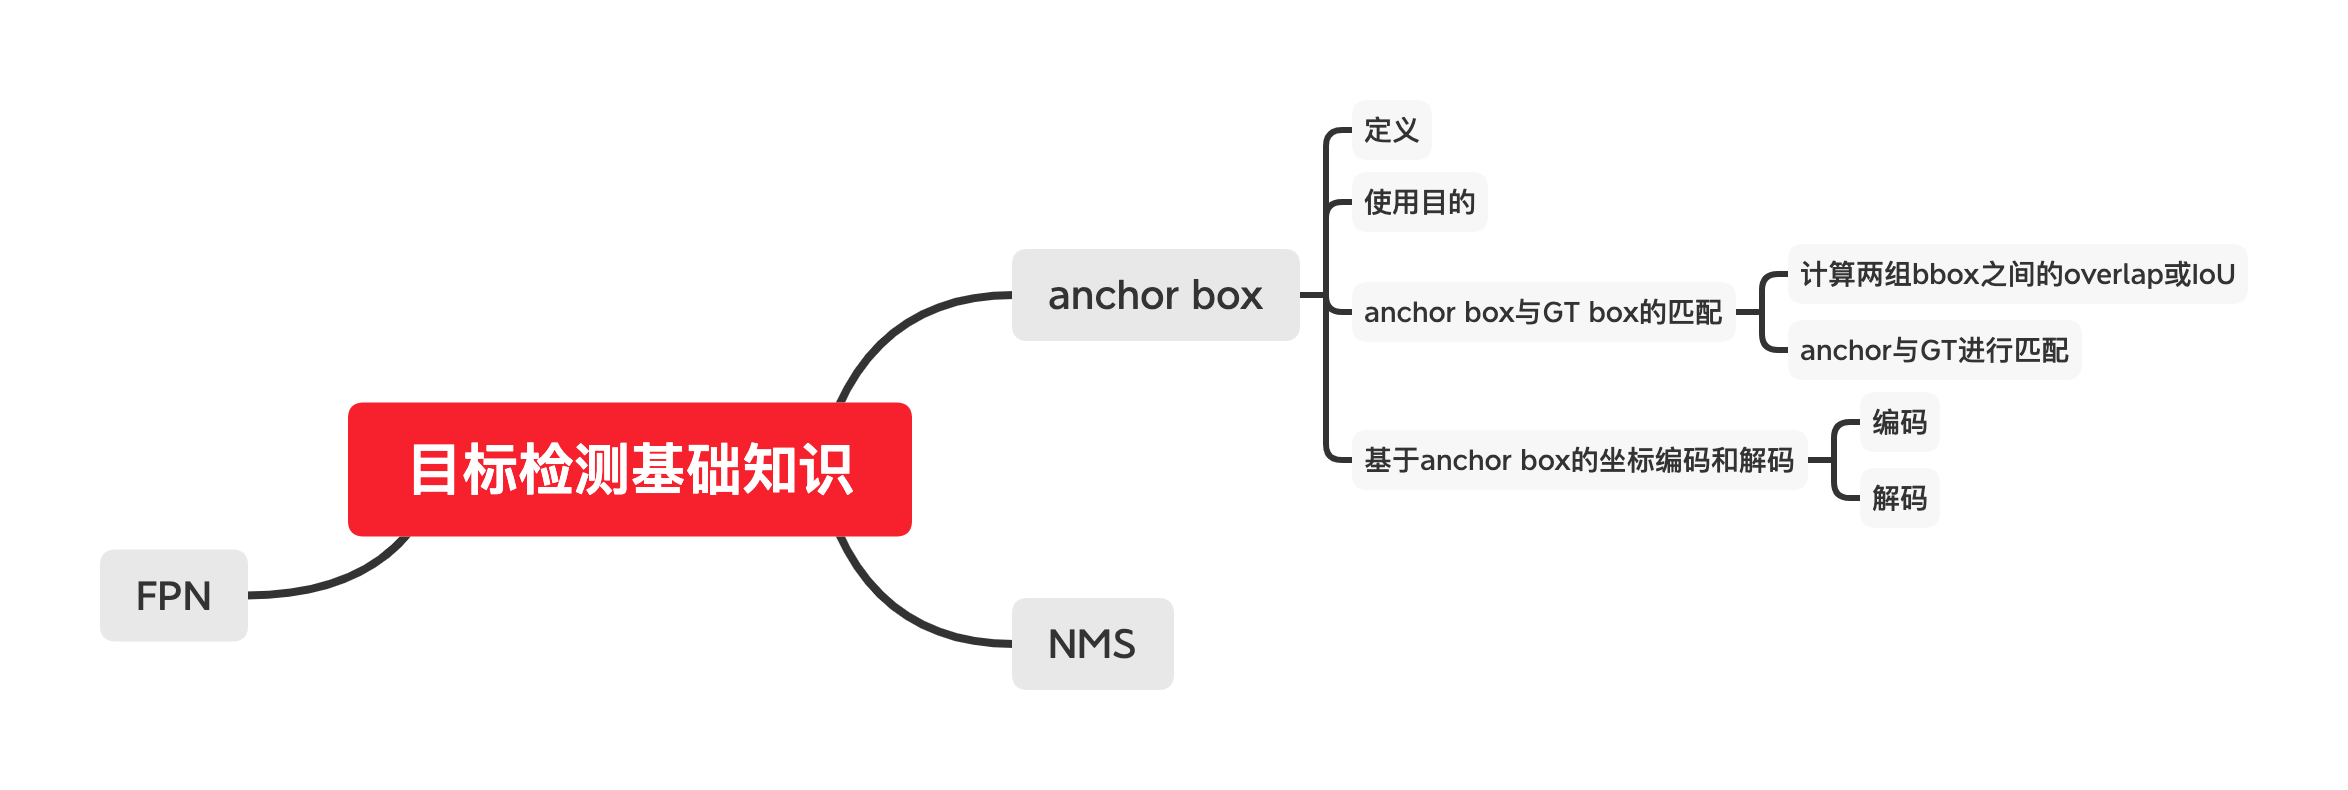 目标检测基础知识
anchor box
定义
使用目的
anchor box与GT box的匹配
计算两组bbox之间的overlap或IoU
anchor与GT进行匹配
基于anchor box的坐标编码和解码
编码
解码
NMS
FPN